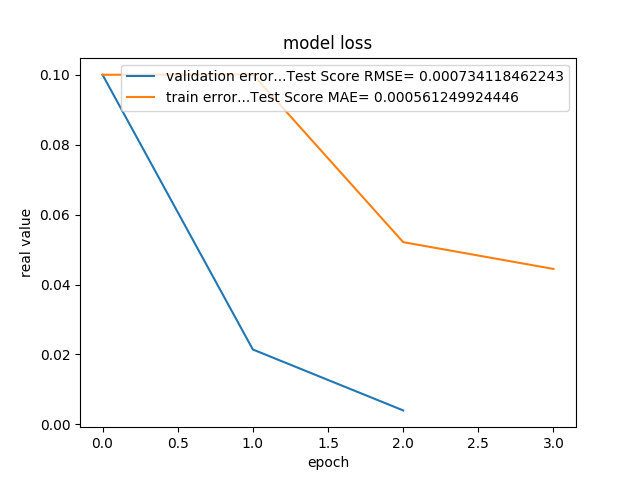 model loss
validation error...Test Score RMSE= 0.000734118462243
train error...Test Score MAE= 0.000561249924446
0.10
0.08
0.06
0.04
0.02
0.00
real value
0.0 0.5 1.0 1.5 2.0 2.5 3.0
epoch